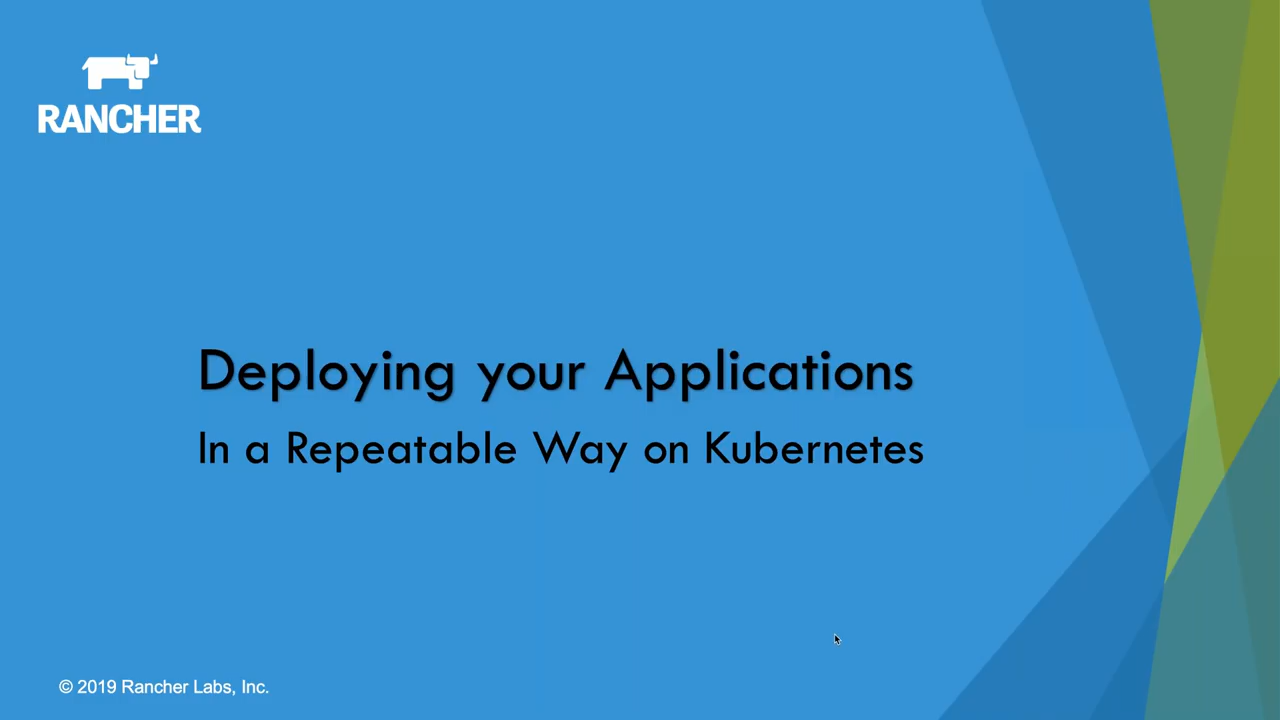 RANCHER
Deploying your Applications
In a Repeatable Way on Kubernetes
© 2019 Rancher Labs, Inc.